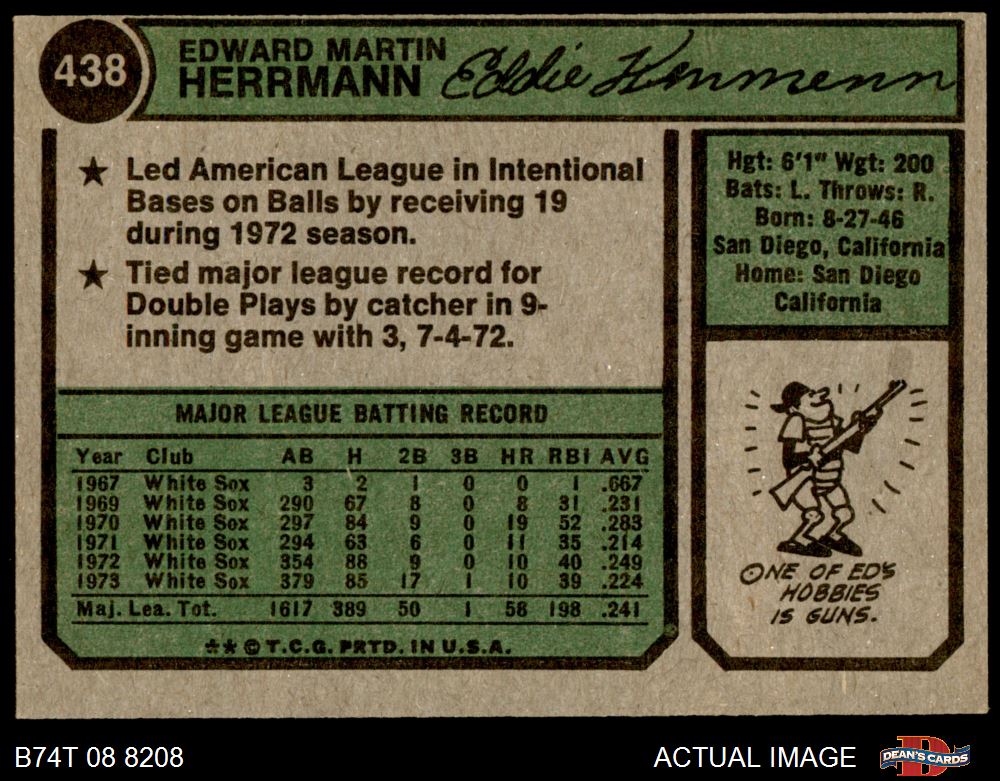 438
EDWARD MARTIN
HERRMANN
Eddie Herrmann
★ Led American League in Intentional
Bases on Balls by receiving 19
during 1972 season.
★ Tied major league record for
Double Plays by catcher in 9-
inning game with 3, 7-4-72.
Hgt: 6'1" Wgt: 200
Bats: L. Throws: R.
Born: 8-27-46
San Diego, California
Home: San Diego
California
MAJOR LEAGUE BATTING RECORD
Year Club AB H 2B 3B HR RBI AVG
1967 White Sox 3 2 1 0 0 1 .667
1969 White Sox 290 67 8 0 8 31 .231
1970 White Sox 297 84 9 0 19 52 .283
1971 White Sox 294 63 6 0 11 35 .214
1972 White Sox 354 88 9 0 10 40 .249
1973 White Sox 379 85 17 1 10 39 .224
Maj. Lea. Tot. 1617 389 50 1 58 198 .241
** © T.C.G. PRTD. IN U.S.A.
ONE OF ED'S
HOBBIES
IS GUNS.
B74T 08 8208
ACTUAL IMAGE
DEAN'S CARDS